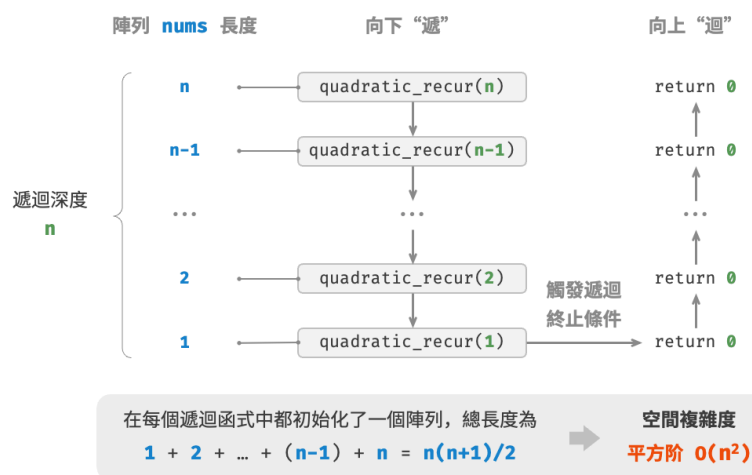 陣列 nums 長度 向下“遞” 向上“迴”
n quadratic_recur(n) return 0
n-1 quadratic_recur(n-1) return 0
遞迴深度
n
... ... ...
2 quadratic_recur(2) return 0
觸發遞迴
終止條件
1 quadratic_recur(1) return 0
在每個遞迴函式中都初始化了一個陣列，總長度為
1 + 2 + … + (n-1) + n = n(n+1)/2
空間複雜度
平方阶 O(n²)